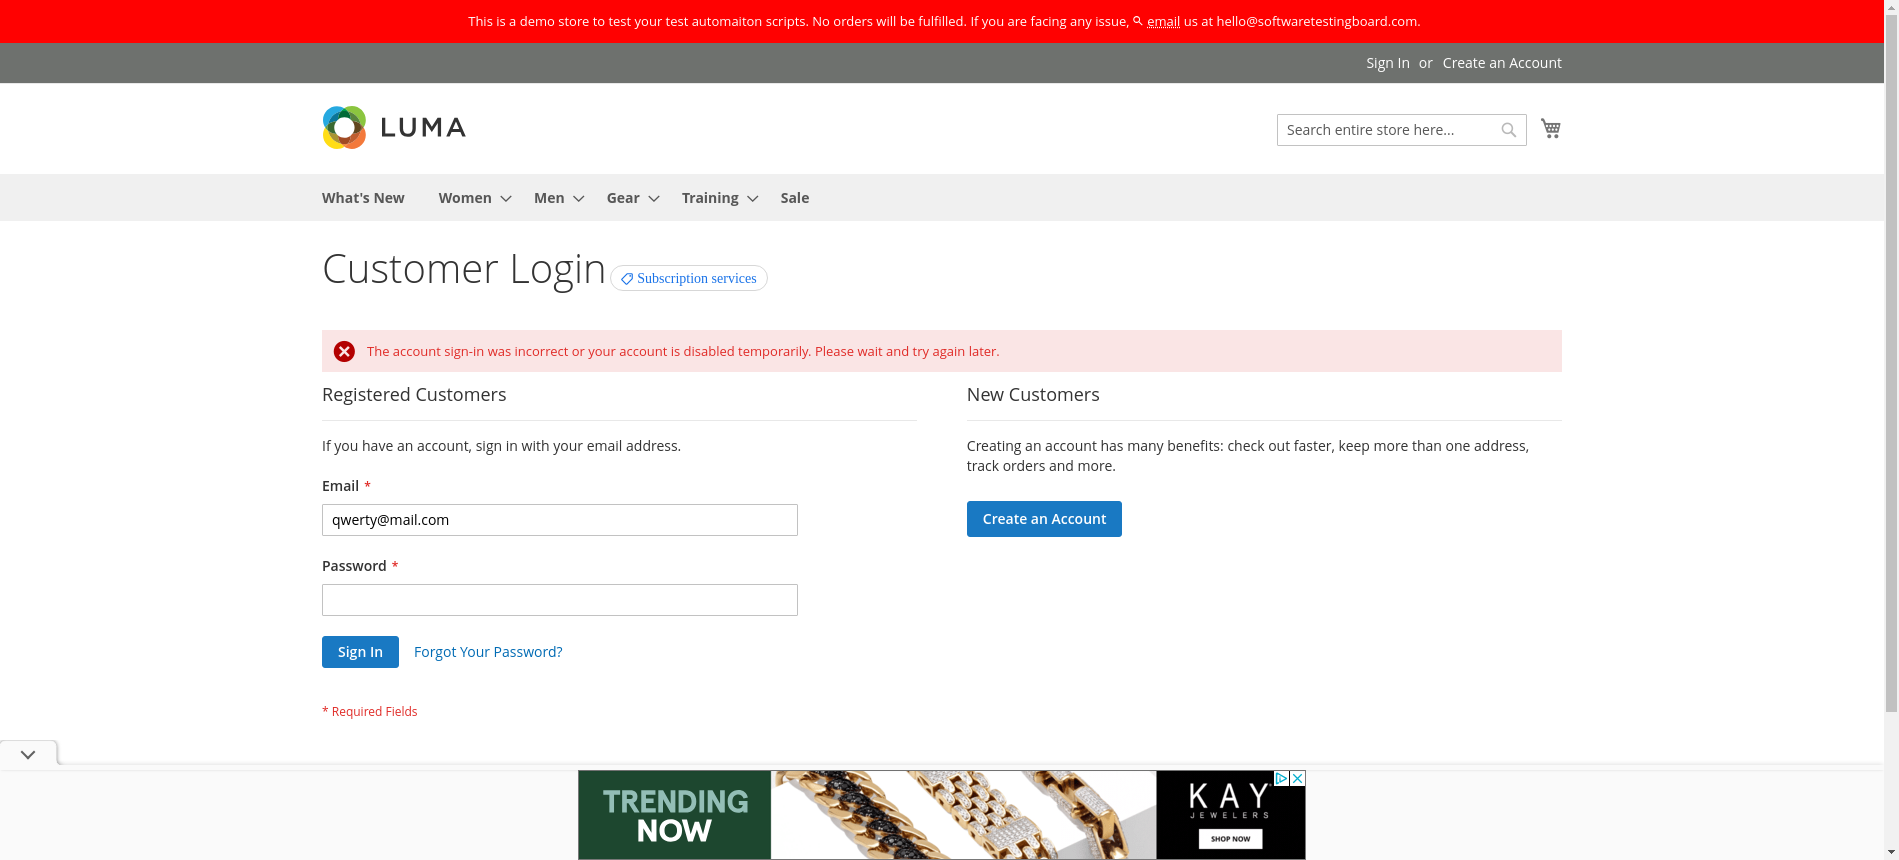 This is a demo store to test your test automaiton scripts. No orders will be fulfilled. If you are facing any issue, email us at hello@softwaretestingboard.com.
Sign In or Create an Account
LUMA
Search entire store here...
What's New Women Men Gear Training Sale
Customer Login Subscription services
The account sign-in was incorrect or your account is disabled temporarily. Please wait and try again later.
Registered Customers
If you have an account, sign in with your email address.
Email *
qwerty@mail.com
Password *
Sign In Forgot Your Password?
* Required Fields
New Customers
Creating an account has many benefits: check out faster, keep more than one address,
track orders and more.
Create an Account
TRENDING
NOW
KAY
JEWELERS
SHOP NOW